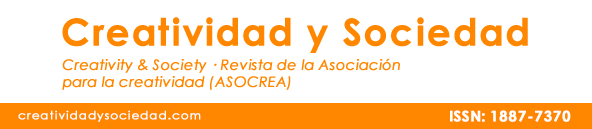 Creatividad y Sociedad
Creativity & Society · Revista de la Asociación
para la creatividad (ASOCREA)
creatividadysociedad.com ISSN: 1887-7370